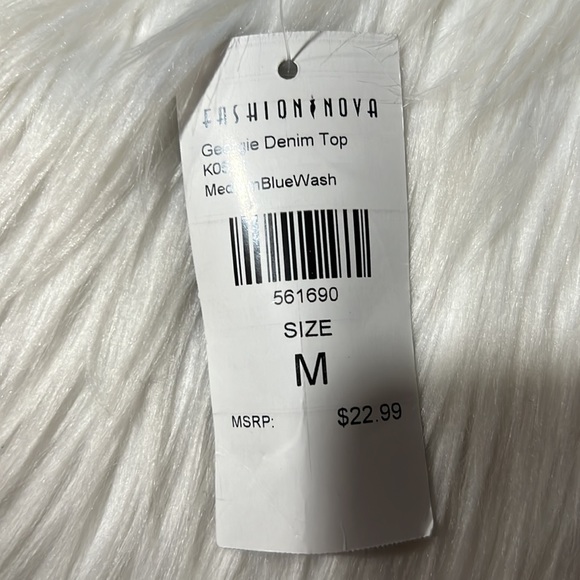 FASHION NOVA
Denim Top
561690
SIZE
M
MSRP: $22.99